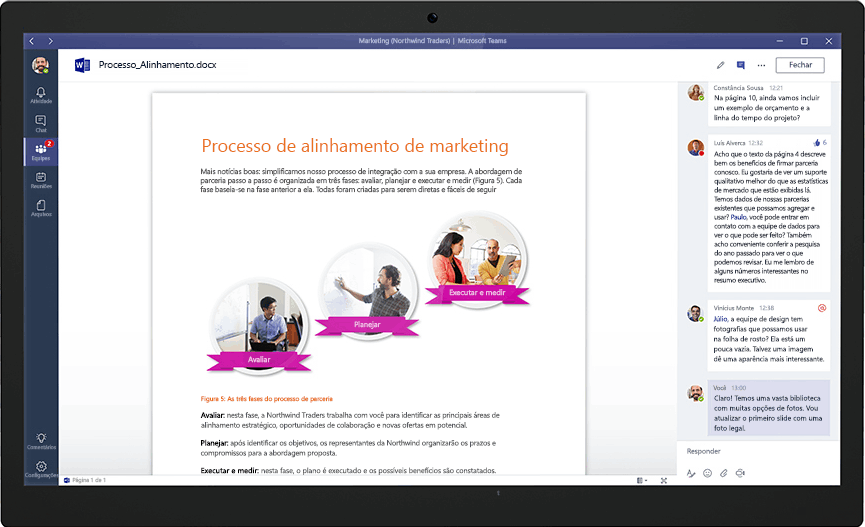 Marketing (Northwind Traders) | Microsoft Teams
Processo_Alinhamento.docx
Fechar
Atividade
Chat
2
Equipes
Reuniões
Arquivos
Comentários
Configurações
Processo de alinhamento de marketing
Mais notícias boas: simplificamos nosso processo de integração com a sua empresa. A abordagem de
parceria passo a passo é organizada em três fases: avaliar, planejar e executar e medir (Figura 5). Cada
fase baseia-se na fase anterior a ela. Todas foram criadas para serem diretas e fáceis de seguir
Avaliar
Planejar
Executar e medir
Figura 5: As três fases do processo de parceria
Avaliar: nesta fase, a Northwind Traders trabalha com você para identificar as principais áreas de
alinhamento estratégico, oportunidades de colaboração e novas ofertas em potencial.
Planejar: após identificar os objetivos, os representantes da Northwind organizarão os prazos e
compromissos para a abordagem proposta.
Executar e medir: nesta fase, o plano é executado e os possíveis benefícios são constatados.
Página 1 de 1
Constância Sousa 12:21
Na página 10, ainda vamos incluir
um exemplo de orçamento e a
linha do tempo do projeto?
Luís Alverca 12:32 6
Acho que o texto da página 4 descreve
bem os benefícios de firmar parceria
conosco. Eu gostaria de ver um suporte
qualitativo melhor do que as estatísticas
de mercado que estão exibidas lá.
Temos dados de nossas parcerias
existentes que possamos agregar e
usar? Paulo, você pode entrar em
contato com a equipe de dados para
ver o que pode ser feito? Também
acho conveniente conferir a pesquisa
do ano passado para ver o que
podemos revisar. Eu me lembro de
alguns números interessantes no
resumo executivo.
Vinícius Monte 12:38
Júlio, a equipe de design tem
fotografias que possamos usar
na folha de rosto? Ela está um
pouca vazia. Talvez uma imagem
dê uma aparência mais interessante.
Você 13:00
Claro! Temos uma vasta biblioteca
com muitas opções de fotos. Vou
atualizar o primeiro slide com uma
foto legal.
Responder